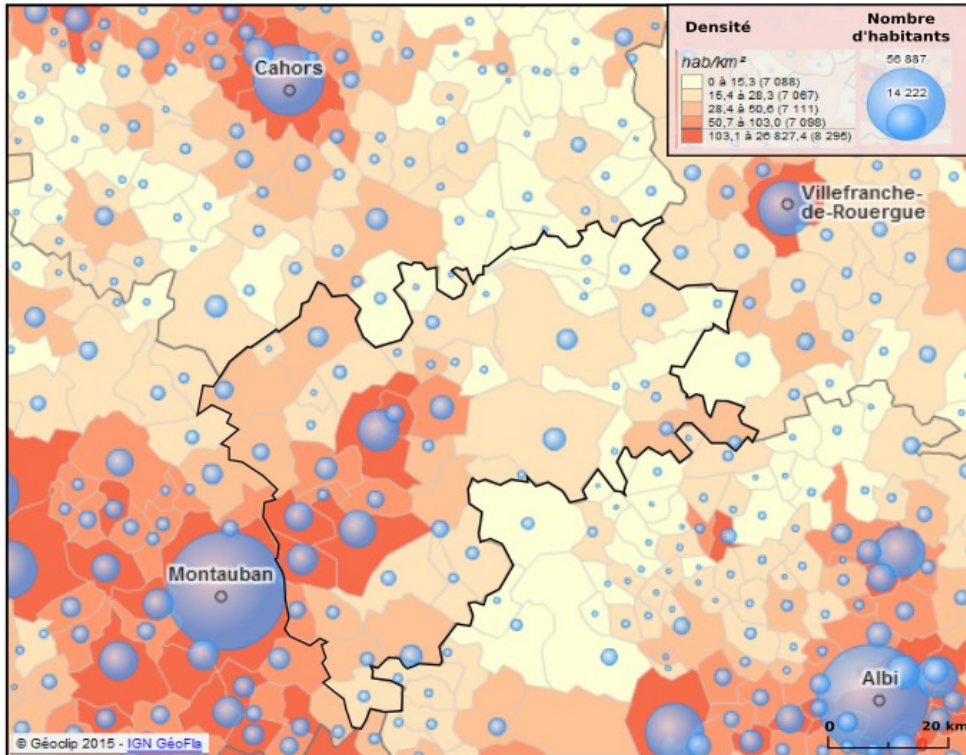 Densité
Nombre
d'habitants
hab/km²
0 à 15,3 (7 088)
15,4 à 28,3 (7 067)
28,4 à 50,6 (7 111)
50,7 à 103,0 (7 098)
103,1 à 26 827,4 (8 295)
56 887
14 222
Cahors
Villefranche-
de-Rouergue
Montauban
Albi
0 20 km
© Géoclip 2015 - IGN GéoFla